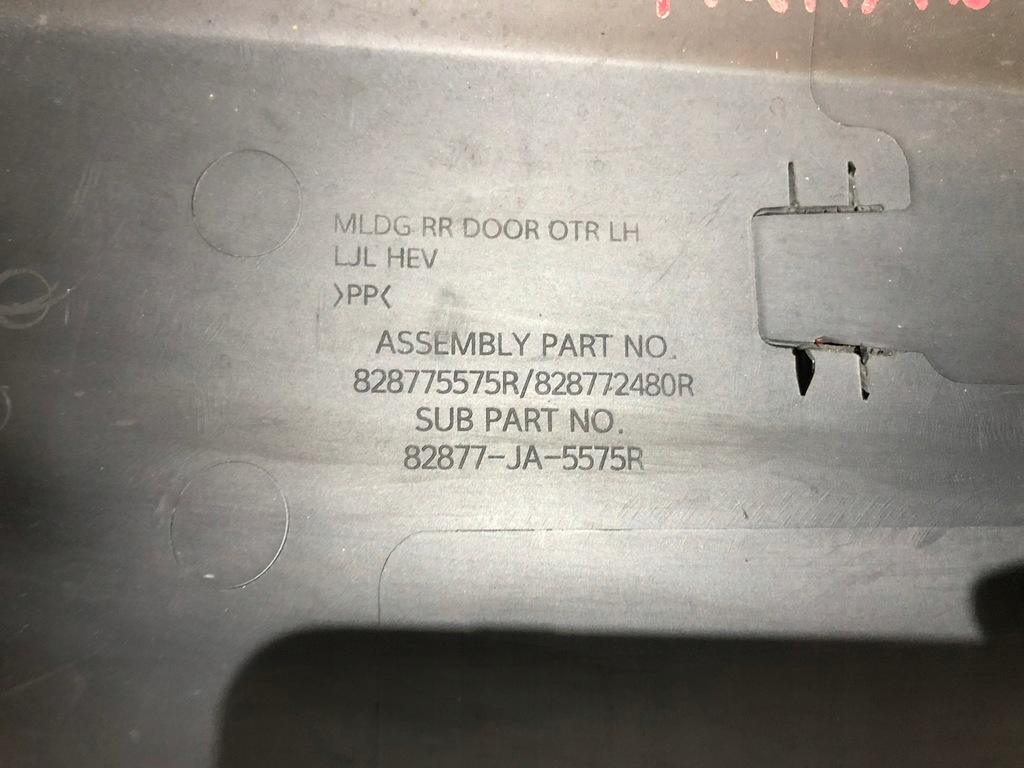 MLDG RR DOOR OTR LH
LJL HEV
>PP<
ASSEMBLY PART NO.
828775575R/828772480R
SUB PART NO.
82877-JA-5575R